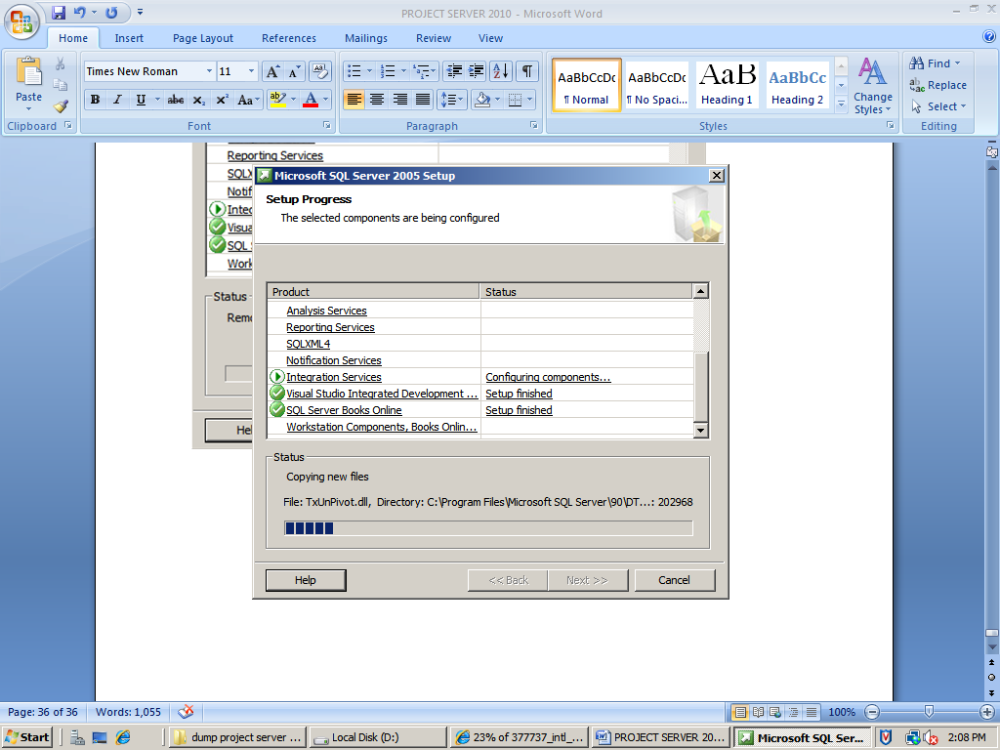 PROJECT SERVER 2010 - Microsoft Word
Home Insert Page Layout References Mailings Review View
Paste
Times New Roman 11
AaBbCcDc AaBbCcDc AaB AaBbCc
¶ Normal ¶ No Spaci... Heading 1 Heading 2
Change Styles
Find
Replace
Select
Clipboard Font Paragraph Styles Editing
Reporting Services
SQLX
Notif
Integ
Visua
SQL S
Work
Status
Remo
Hel
Microsoft SQL Server 2005 Setup
Setup Progress
The selected components are being configured
Product Status
Analysis Services
Reporting Services
SQLXML4
Notification Services
Integration Services Configuring components...
Visual Studio Integrated Development ... Setup finished
SQL Server Books Online Setup finished
Workstation Components, Books Onlin...
Status
Copying new files
File: TxUnPivot.dll, Directory: C:\Program Files\Microsoft SQL Server\90\DT...: 202968
Help << Back Next >> Cancel
Page: 36 of 36 Words: 1,055 100%
Start dump project server ... Local Disk (D:) 23% of 377737_intl_... PROJECT SERVER 20... Microsoft SQL Ser... 2:08 PM